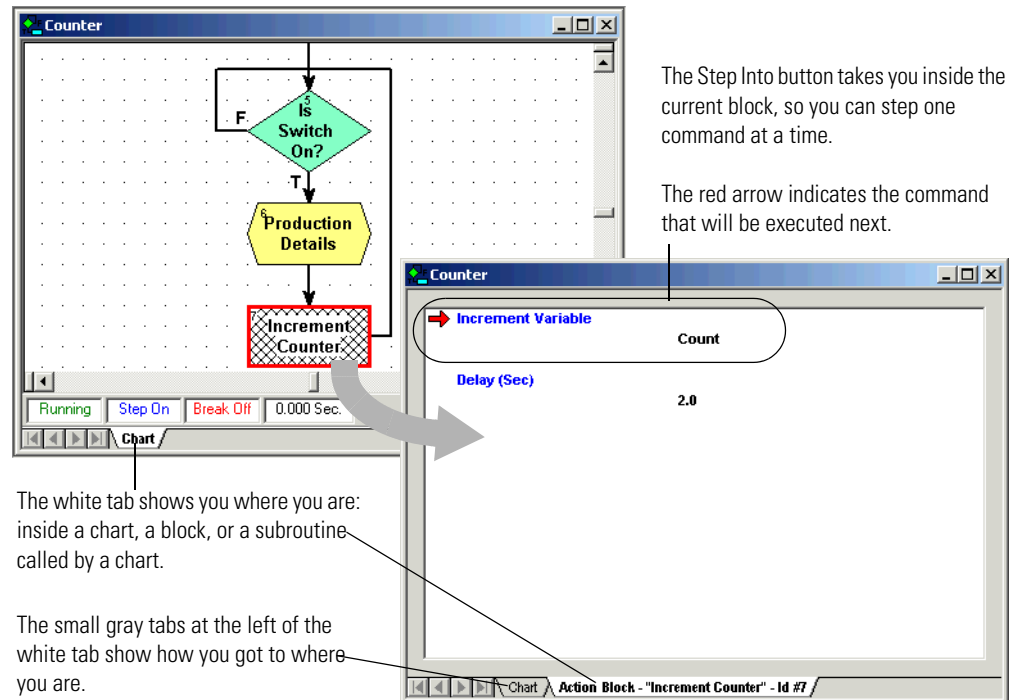 Counter
5
Is
Switch
On?
F
T
6
Production
Details
7
Increment
Counter
Running
Step On
Break Off
0.000 Sec.
Chart
The Step Into button takes you inside the
current block, so you can step one
command at a time.
The red arrow indicates the command
that will be executed next.
Counter
Increment Variable
Count
Delay (Sec)
2.0
Chart
Action Block - "Increment Counter" - Id #7
The white tab shows you where you are:
inside a chart, a block, or a subroutine
called by a chart.
The small gray tabs at the left of the
white tab show how you got to where
you are.